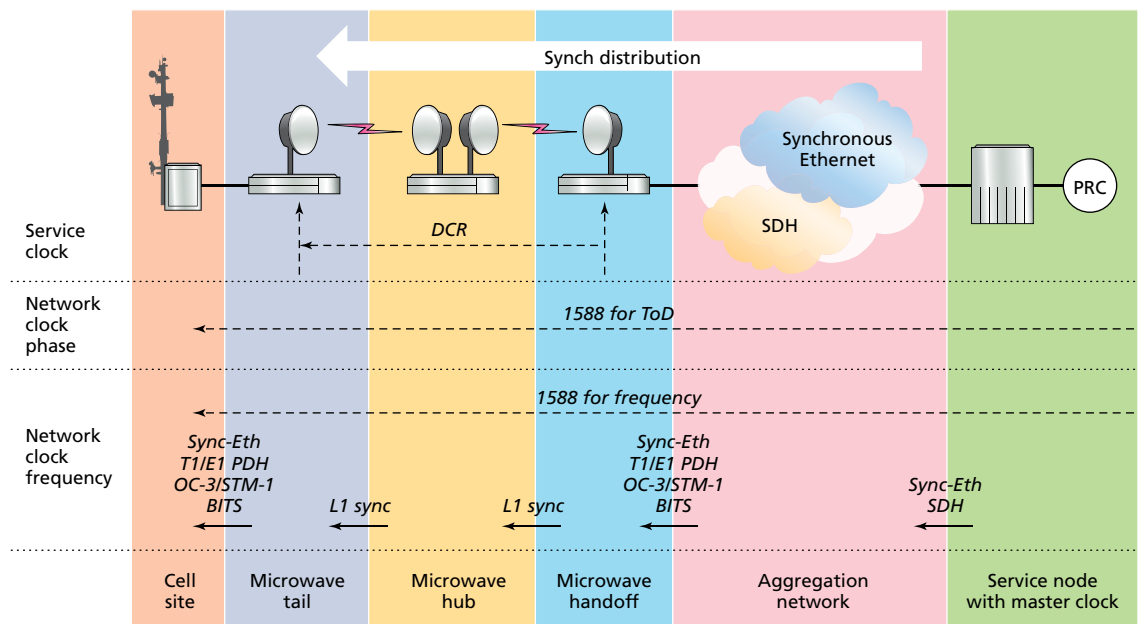 Synch distribution
Synchronous
Ethernet
SDH
PRC
Service
clock
DCR
Network
clock
phase
1588 for ToD
Network
clock
frequency
1588 for frequency
Sync-Eth
T1/E1 PDH
OC-3/STM-1
BITS
L1 sync
L1 sync
Sync-Eth
T1/E1 PDH
OC-3/STM-1
BITS
Sync-Eth
SDH
Cell
site
Microwave
tail
Microwave
hub
Microwave
handoff
Aggregation
network
Service node
with master clock